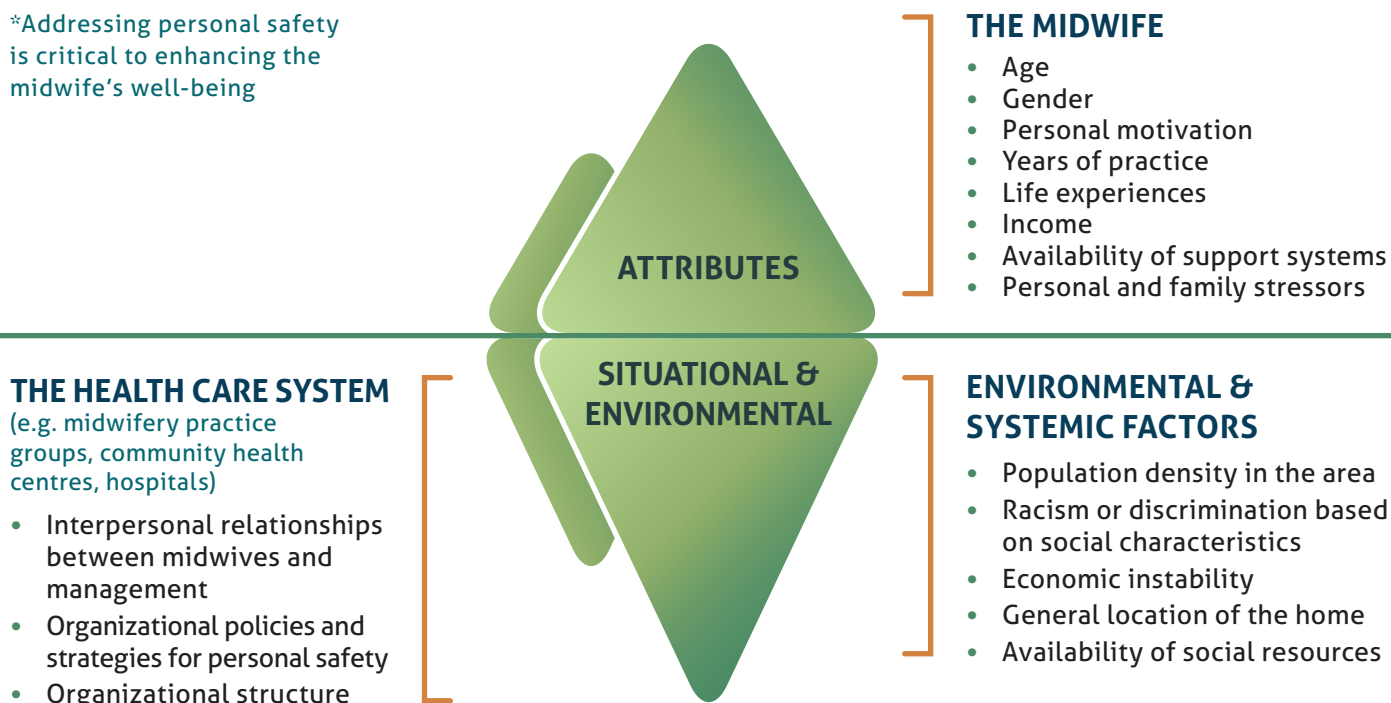 *Addressing personal safety
is critical to enhancing the
midwife's well-being
THE MIDWIFE
• Age
• Gender
• Personal motivation
• Years of practice
• Life experiences
• Income
• Availability of support systems
• Personal and family stressors
ATTRIBUTES
SITUATIONAL &
ENVIRONMENTAL
THE HEALTH CARE SYSTEM
(e.g. midwifery practice
groups, community health
centres, hospitals)
• Interpersonal relationships
between midwives and
management
• Organizational policies and
strategies for personal safety
• Organizational structure
ENVIRONMENTAL &
SYSTEMIC FACTORS
• Population density in the area
• Racism or discrimination based
on social characteristics
• Economic instability
• General location of the home
• Availability of social resources